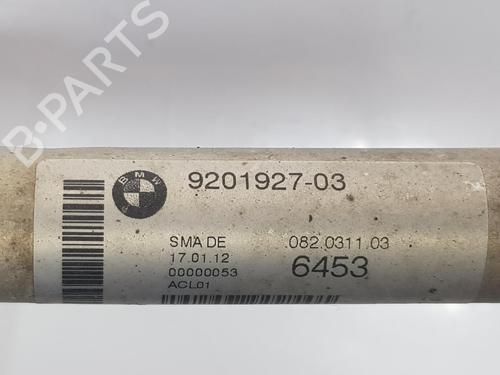 B-PARTS
BMW
9201927-03
SMA DE 082.0311.03
17.01.12 6453
00000053
ACL01